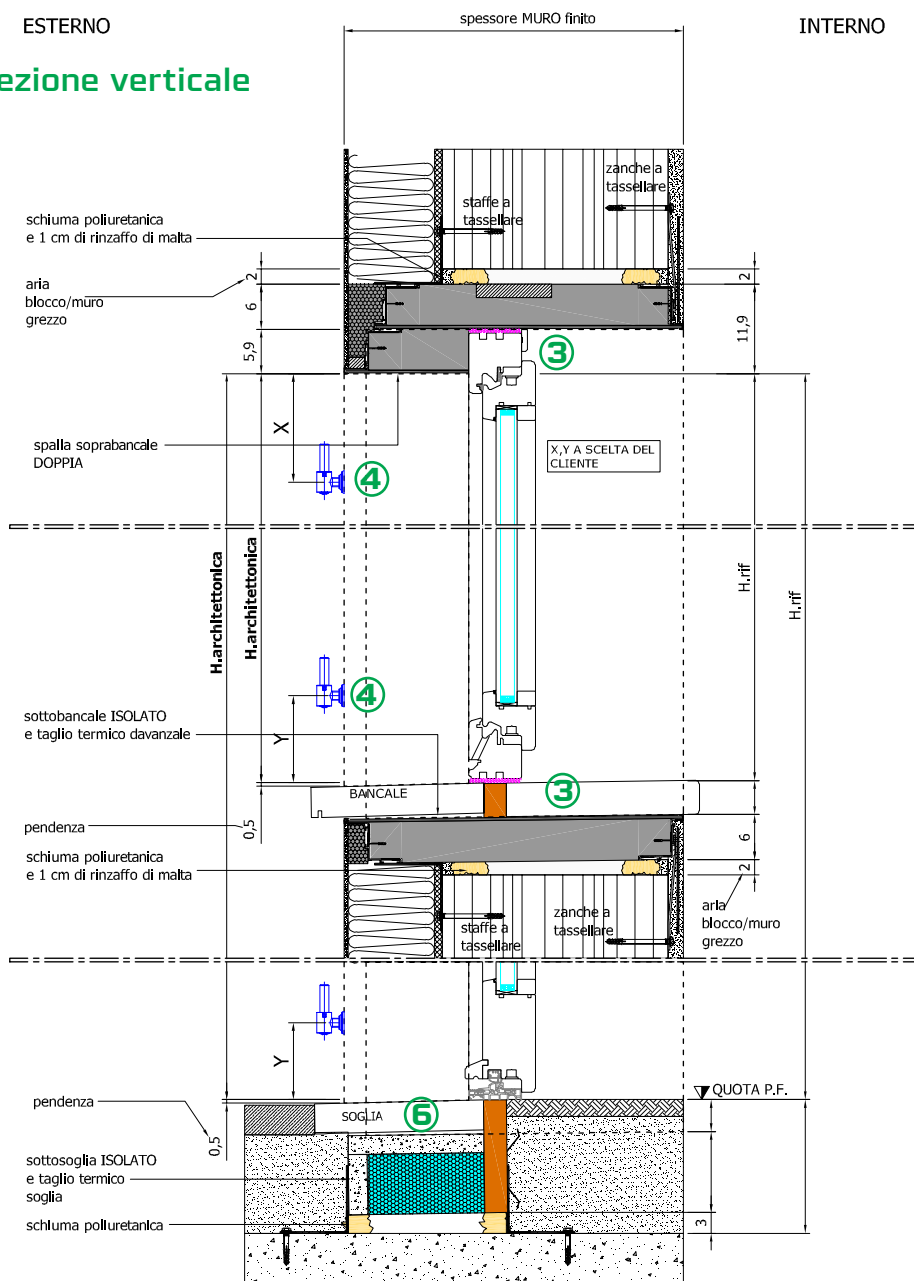 ESTERNO
spessore MURO finito
INTERNO
ezione verticale
zanche a
tassellare
staffe a
tassellare
schiuma poliuretanica
e 1 cm di rinzaffo di malta
2
2
aria
blocco/muro
grezzo
6
11,9
5,9
3
X
spalla soprabancale
DOPPIA
X,Y A SCELTA DEL
CLIENTE
4
H.architettonica
H.architettonica
H.rif
H.rif
4
sottobancale ISOLATO
e taglio termico davanzale
Y
BANCALE
3
pendenza
0,5
6
schiuma poliuretanica
e 1 cm di rinzaffo di malta
2
staffe a
tassellare
zanche a
tassellare
aria
blocco/muro
grezzo
Y
QUOTA P.F.
pendenza
SOGLIA
6
0,5
sottosoglia ISOLATO
e taglio termico
soglia
schiuma poliuretanica
3